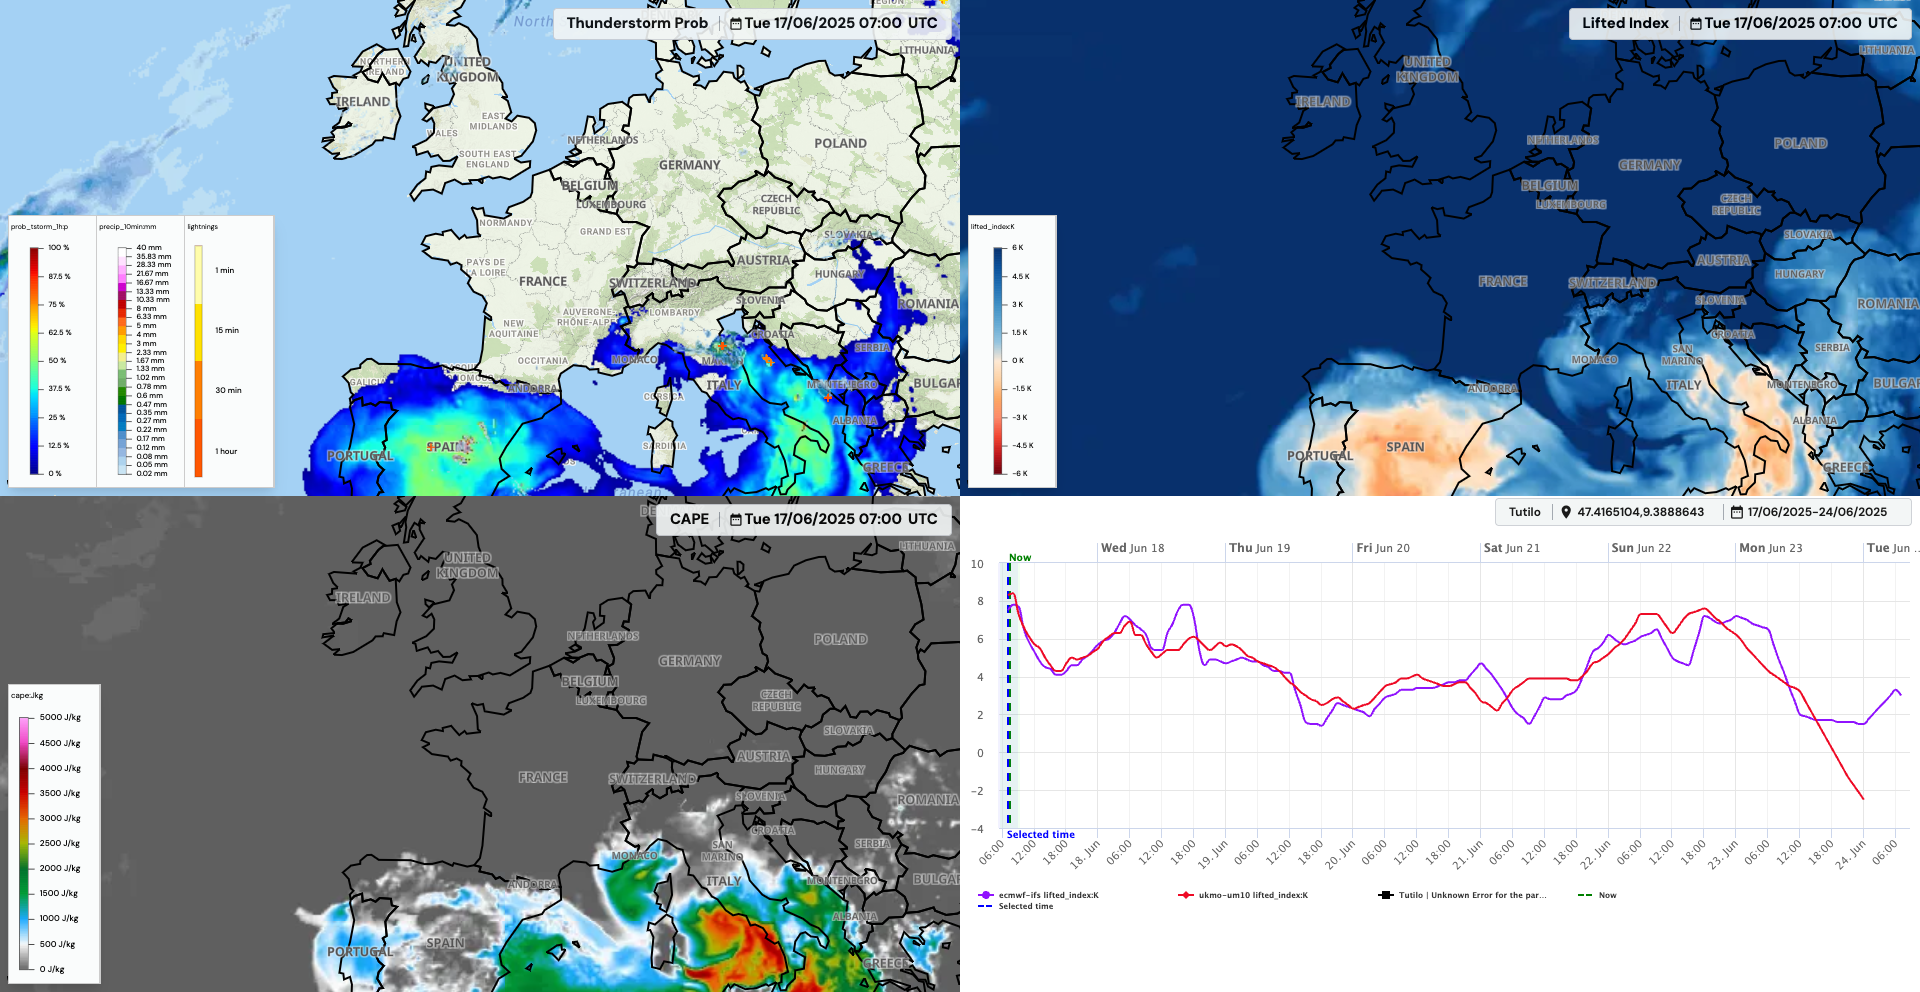 Thunderstorm Prob Tue 17/06/2025 07:00 UTC
North
LITHUANIA
NORTHERN
IRELAND
UNITED
KINGDOM
IRELAND
EAST
MIDLANDS
WALES
SOUTH EAST
ENGLAND
NETHERLANDS
POLAND
GERMANY
BELGIUM
LUXEMBOURG
CZECH
REPUBLIC
NORMANDY
GRAND EST
SLOVAKIA
PAYS DE
LA LOIRE
AUSTRIA
HUNGARY
FRANCE
SWITZERLAND
SLOVENIA
ROMANIA
AUVERGNE-
RHÔNE-ALPES
LOMBARDY
NEW
AQUITAINE
CROATIA
SERBIA
OCCITANIA
MONACO
GALICIA
ANDORRA
ITALY
MONTENEGRO
BULGAR
CORSICA
ALBANIA
SPAIN
SARDINIA
PORTUGAL
GREECE
prob_tstorm_1h:p
100 %
87.5 %
75 %
62.5 %
50 %
37.5 %
25 %
12.5 %
0 %
precip_10min:mm
40 mm
35.83 mm
28.33 mm
21.67 mm
16.67 mm
13.33 mm
10.33 mm
8 mm
6.33 mm
5 mm
4 mm
3 mm
2.33 mm
1.67 mm
1.33 mm
1.02 mm
0.78 mm
0.6 mm
0.47 mm
0.35 mm
0.27 mm
0.22 mm
0.17 mm
0.12 mm
0.08 mm
0.05 mm
0.02 mm
lightnings
1 min
15 min
30 min
1 hour
Lifted Index Tue 17/06/2025 07:00 UTC
LITHUANIA
UNITED
KINGDOM
IRELAND
NETHERLANDS
POLAND
GERMANY
BELGIUM
LUXEMBOURG
CZECH
REPUBLIC
SLOVAKIA
AUSTRIA
HUNGARY
FRANCE
SWITZERLAND
SLOVENIA
ROMANIA
CROATIA
SAN
MARINO
SERBIA
MONACO
ANDORRA
ITALY
MONTENEGRO
BULGAR
ALBANIA
SPAIN
PORTUGAL
GREECE
lifted_index:K
6 K
4.5 K
3 K
1.5 K
0 K
−1.5 K
−3 K
−4.5 K
−6 K
CAPE Tue 17/06/2025 07:00 UTC
LITHUANIA
UNITED
KINGDOM
IRELAND
NETHERLANDS
POLAND
GERMANY
BELGIUM
LUXEMBOURG
CZECH
REPUBLIC
SLOVAKIA
AUSTRIA
HUNGARY
FRANCE
SWITZERLAND
SLOVENIA
ROMANIA
CROATIA
SAN
MARINO
SERBIA
MONACO
ANDORRA
ITALY
MONTENEGRO
BULGAR
ALBANIA
SPAIN
PORTUGAL
GREECE
cape:Jkg
5000 J/kg
4500 J/kg
4000 J/kg
3500 J/kg
3000 J/kg
2500 J/kg
2000 J/kg
1500 J/kg
1000 J/kg
500 J/kg
0 J/kg
Tutilo 47.4165104,9.3888643 17/06/2025–24/06/2025
Wed Jun 18 Thu Jun 19 Fri Jun 20 Sat Jun 21 Sun Jun 22 Mon Jun 23 Tue Jun ...
Now
10
8
6
4
2
0
−2
−4
Selected time
06:00 12:00 18:00 18. Jun 06:00 12:00 18:00 19. Jun 06:00 12:00 18:00 20. Jun 06:00 12:00 18:00 21. Jun 06:00 12:00 18:00 22. Jun 06:00 12:00 18:00 23. Jun 06:00 12:00 18:00 24. Jun 06:00
ecmwf-ifs lifted_index:K ukmo-um10 lifted_index:K Tutilo | Unknown Error for the par... Now
Selected time